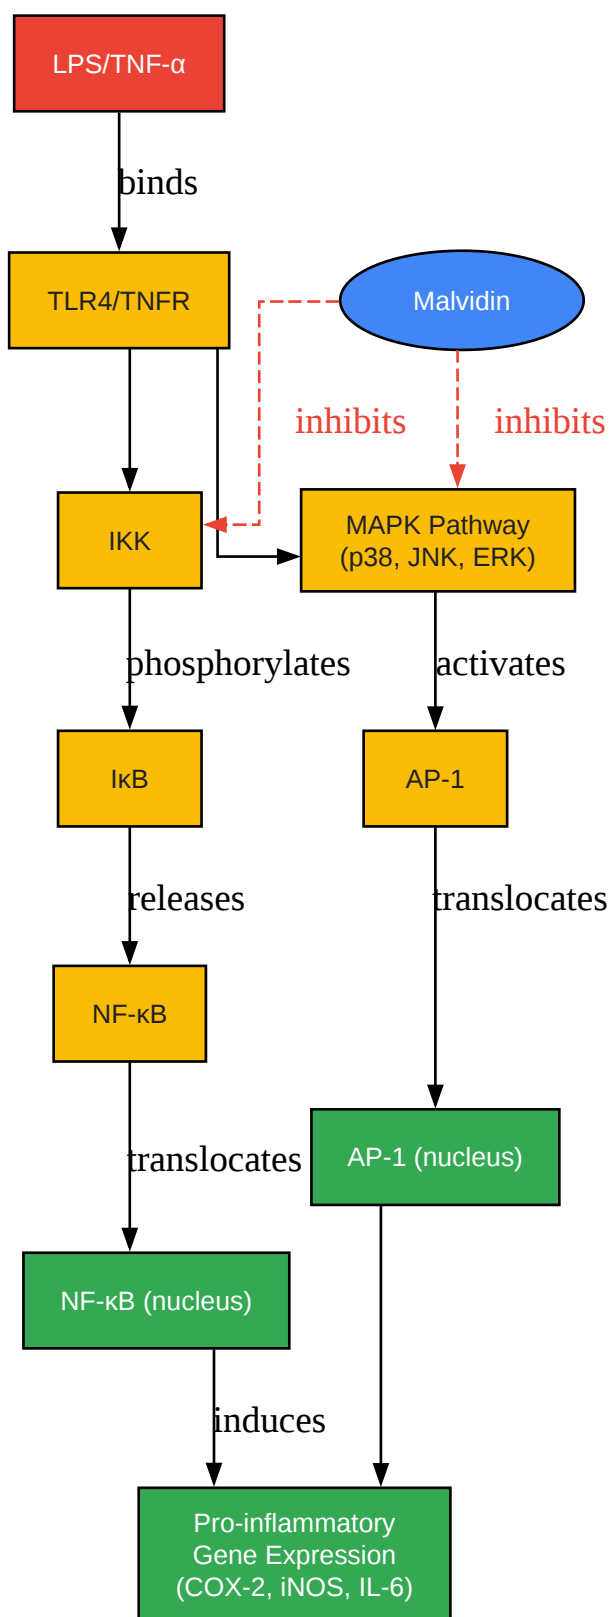 LPS/TNF-α
binds
TLR4/TNFR
Malvidin
inhibits
inhibits
IKK
MAPK Pathway
(p38, JNK, ERK)
phosphorylates
activates
IκB
AP-1
releases
translocates
NF-κB
translocates
AP-1 (nucleus)
NF-κB (nucleus)
induces
Pro-inflammatory
Gene Expression
(COX-2, iNOS, IL-6)